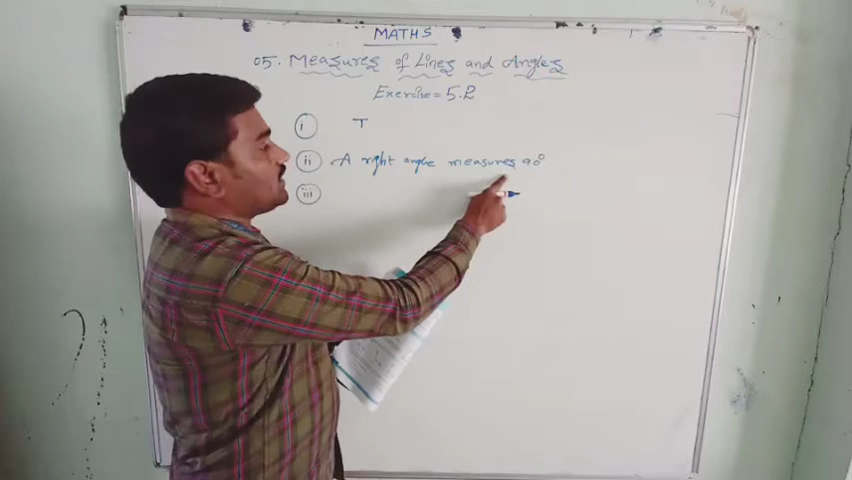 MATHS
05. Measures of Lines and Angles
Exercise = 5.2
i T
ii A right angle measures 90°
iii